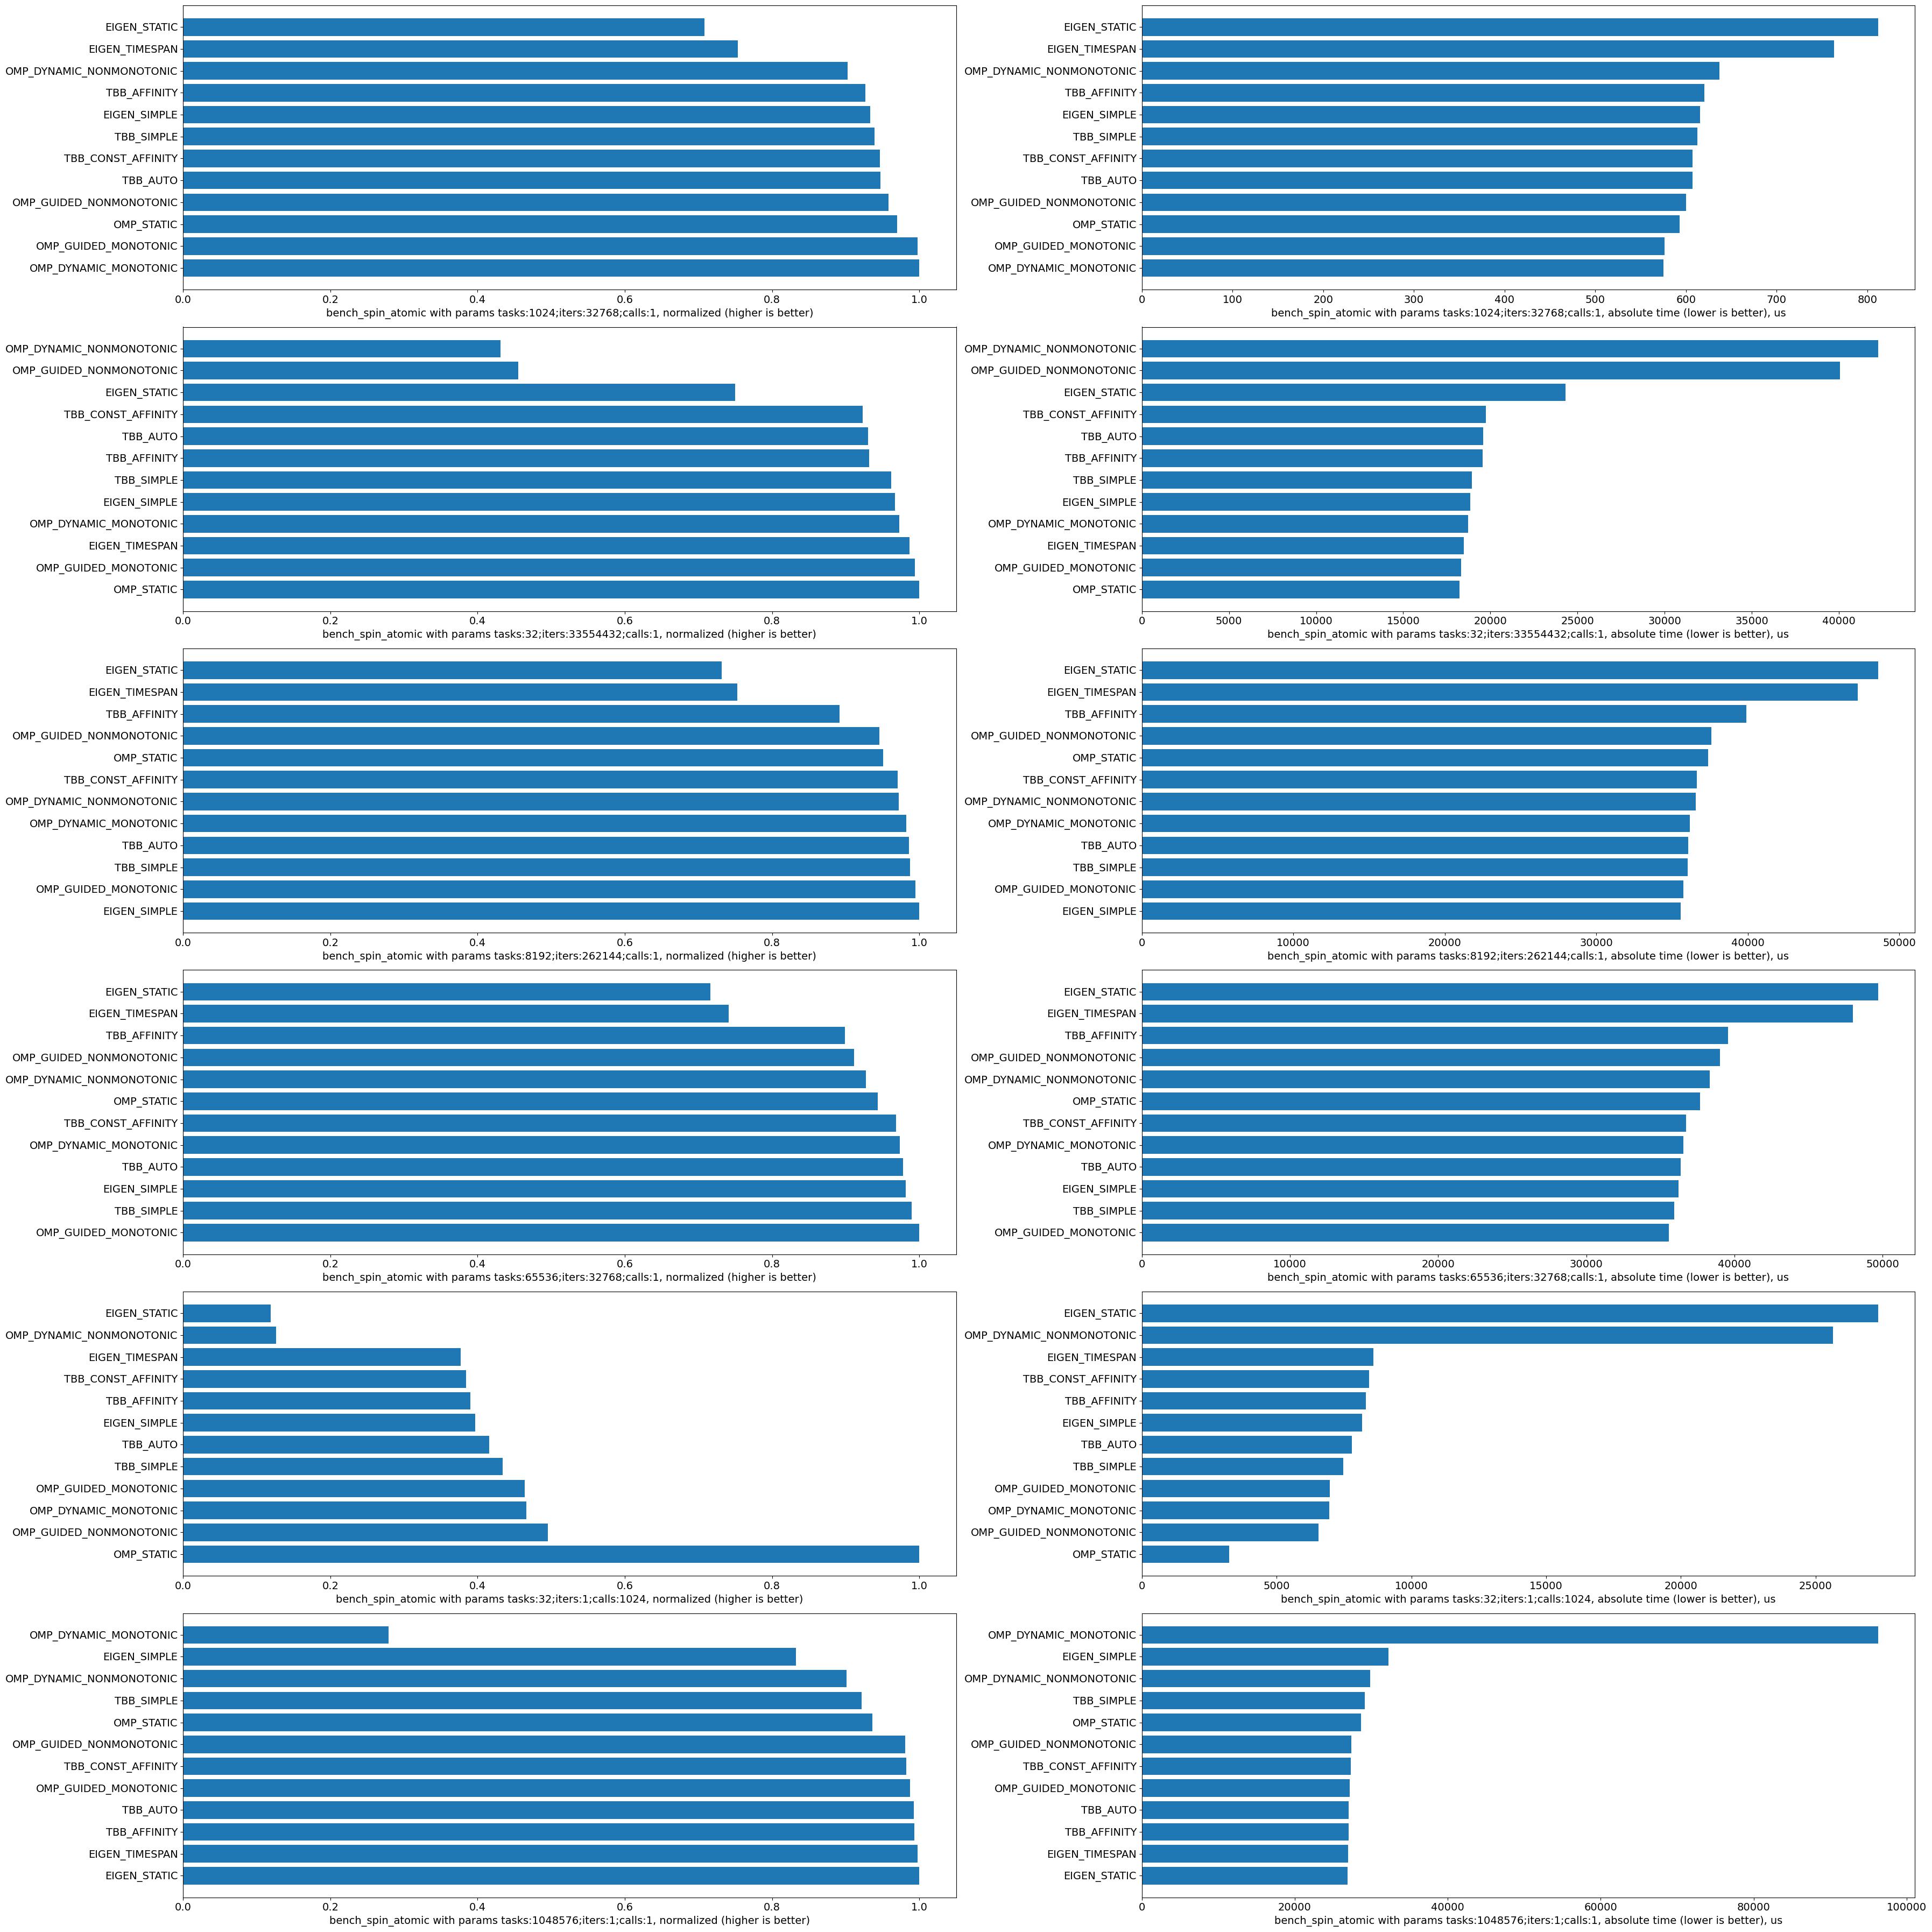 EIGEN_STATIC
EIGEN_TIMESPAN
OMP_DYNAMIC_NONMONOTONIC
TBB_AFFINITY
EIGEN_SIMPLE
TBB_SIMPLE
TBB_CONST_AFFINITY
TBB_AUTO
OMP_GUIDED_NONMONOTONIC
OMP_STATIC
OMP_GUIDED_MONOTONIC
OMP_DYNAMIC_MONOTONIC
0.0 0.2 0.4 0.6 0.8 1.0
bench_spin_atomic with params tasks:1024;iters:32768;calls:1, normalized (higher is better)
EIGEN_STATIC
EIGEN_TIMESPAN
OMP_DYNAMIC_NONMONOTONIC
TBB_AFFINITY
EIGEN_SIMPLE
TBB_SIMPLE
TBB_CONST_AFFINITY
TBB_AUTO
OMP_GUIDED_NONMONOTONIC
OMP_STATIC
OMP_GUIDED_MONOTONIC
OMP_DYNAMIC_MONOTONIC
0 100 200 300 400 500 600 700 800
bench_spin_atomic with params tasks:1024;iters:32768;calls:1, absolute time (lower is better), us
OMP_DYNAMIC_NONMONOTONIC
OMP_GUIDED_NONMONOTONIC
EIGEN_STATIC
TBB_CONST_AFFINITY
TBB_AUTO
TBB_AFFINITY
TBB_SIMPLE
EIGEN_SIMPLE
OMP_DYNAMIC_MONOTONIC
EIGEN_TIMESPAN
OMP_GUIDED_MONOTONIC
OMP_STATIC
0.0 0.2 0.4 0.6 0.8 1.0
bench_spin_atomic with params tasks:32;iters:33554432;calls:1, normalized (higher is better)
OMP_DYNAMIC_NONMONOTONIC
OMP_GUIDED_NONMONOTONIC
EIGEN_STATIC
TBB_CONST_AFFINITY
TBB_AUTO
TBB_AFFINITY
TBB_SIMPLE
EIGEN_SIMPLE
OMP_DYNAMIC_MONOTONIC
EIGEN_TIMESPAN
OMP_GUIDED_MONOTONIC
OMP_STATIC
0 5000 10000 15000 20000 25000 30000 35000 40000
bench_spin_atomic with params tasks:32;iters:33554432;calls:1, absolute time (lower is better), us
EIGEN_STATIC
EIGEN_TIMESPAN
TBB_AFFINITY
OMP_GUIDED_NONMONOTONIC
OMP_STATIC
TBB_CONST_AFFINITY
OMP_DYNAMIC_NONMONOTONIC
OMP_DYNAMIC_MONOTONIC
TBB_AUTO
TBB_SIMPLE
OMP_GUIDED_MONOTONIC
EIGEN_SIMPLE
0.0 0.2 0.4 0.6 0.8 1.0
bench_spin_atomic with params tasks:8192;iters:262144;calls:1, normalized (higher is better)
EIGEN_STATIC
EIGEN_TIMESPAN
TBB_AFFINITY
OMP_GUIDED_NONMONOTONIC
OMP_STATIC
TBB_CONST_AFFINITY
OMP_DYNAMIC_NONMONOTONIC
OMP_DYNAMIC_MONOTONIC
TBB_AUTO
TBB_SIMPLE
OMP_GUIDED_MONOTONIC
EIGEN_SIMPLE
0 10000 20000 30000 40000 50000
bench_spin_atomic with params tasks:8192;iters:262144;calls:1, absolute time (lower is better), us
EIGEN_STATIC
EIGEN_TIMESPAN
TBB_AFFINITY
OMP_GUIDED_NONMONOTONIC
OMP_DYNAMIC_NONMONOTONIC
OMP_STATIC
TBB_CONST_AFFINITY
OMP_DYNAMIC_MONOTONIC
TBB_AUTO
EIGEN_SIMPLE
TBB_SIMPLE
OMP_GUIDED_MONOTONIC
0.0 0.2 0.4 0.6 0.8 1.0
bench_spin_atomic with params tasks:65536;iters:32768;calls:1, normalized (higher is better)
EIGEN_STATIC
EIGEN_TIMESPAN
TBB_AFFINITY
OMP_GUIDED_NONMONOTONIC
OMP_DYNAMIC_NONMONOTONIC
OMP_STATIC
TBB_CONST_AFFINITY
OMP_DYNAMIC_MONOTONIC
TBB_AUTO
EIGEN_SIMPLE
TBB_SIMPLE
OMP_GUIDED_MONOTONIC
0 10000 20000 30000 40000 50000
bench_spin_atomic with params tasks:65536;iters:32768;calls:1, absolute time (lower is better), us
EIGEN_STATIC
OMP_DYNAMIC_NONMONOTONIC
EIGEN_TIMESPAN
TBB_CONST_AFFINITY
TBB_AFFINITY
EIGEN_SIMPLE
TBB_AUTO
TBB_SIMPLE
OMP_GUIDED_MONOTONIC
OMP_DYNAMIC_MONOTONIC
OMP_GUIDED_NONMONOTONIC
OMP_STATIC
0.0 0.2 0.4 0.6 0.8 1.0
bench_spin_atomic with params tasks:32;iters:1;calls:1024, normalized (higher is better)
EIGEN_STATIC
OMP_DYNAMIC_NONMONOTONIC
EIGEN_TIMESPAN
TBB_CONST_AFFINITY
TBB_AFFINITY
EIGEN_SIMPLE
TBB_AUTO
TBB_SIMPLE
OMP_GUIDED_MONOTONIC
OMP_DYNAMIC_MONOTONIC
OMP_GUIDED_NONMONOTONIC
OMP_STATIC
0 5000 10000 15000 20000 25000
bench_spin_atomic with params tasks:32;iters:1;calls:1024, absolute time (lower is better), us
OMP_DYNAMIC_MONOTONIC
EIGEN_SIMPLE
OMP_DYNAMIC_NONMONOTONIC
TBB_SIMPLE
OMP_STATIC
OMP_GUIDED_NONMONOTONIC
TBB_CONST_AFFINITY
OMP_GUIDED_MONOTONIC
TBB_AUTO
TBB_AFFINITY
EIGEN_TIMESPAN
EIGEN_STATIC
0.0 0.2 0.4 0.6 0.8 1.0
bench_spin_atomic with params tasks:1048576;iters:1;calls:1, normalized (higher is better)
OMP_DYNAMIC_MONOTONIC
EIGEN_SIMPLE
OMP_DYNAMIC_NONMONOTONIC
TBB_SIMPLE
OMP_STATIC
OMP_GUIDED_NONMONOTONIC
TBB_CONST_AFFINITY
OMP_GUIDED_MONOTONIC
TBB_AUTO
TBB_AFFINITY
EIGEN_TIMESPAN
EIGEN_STATIC
0 20000 40000 60000 80000 100000
bench_spin_atomic with params tasks:1048576;iters:1;calls:1, absolute time (lower is better), us